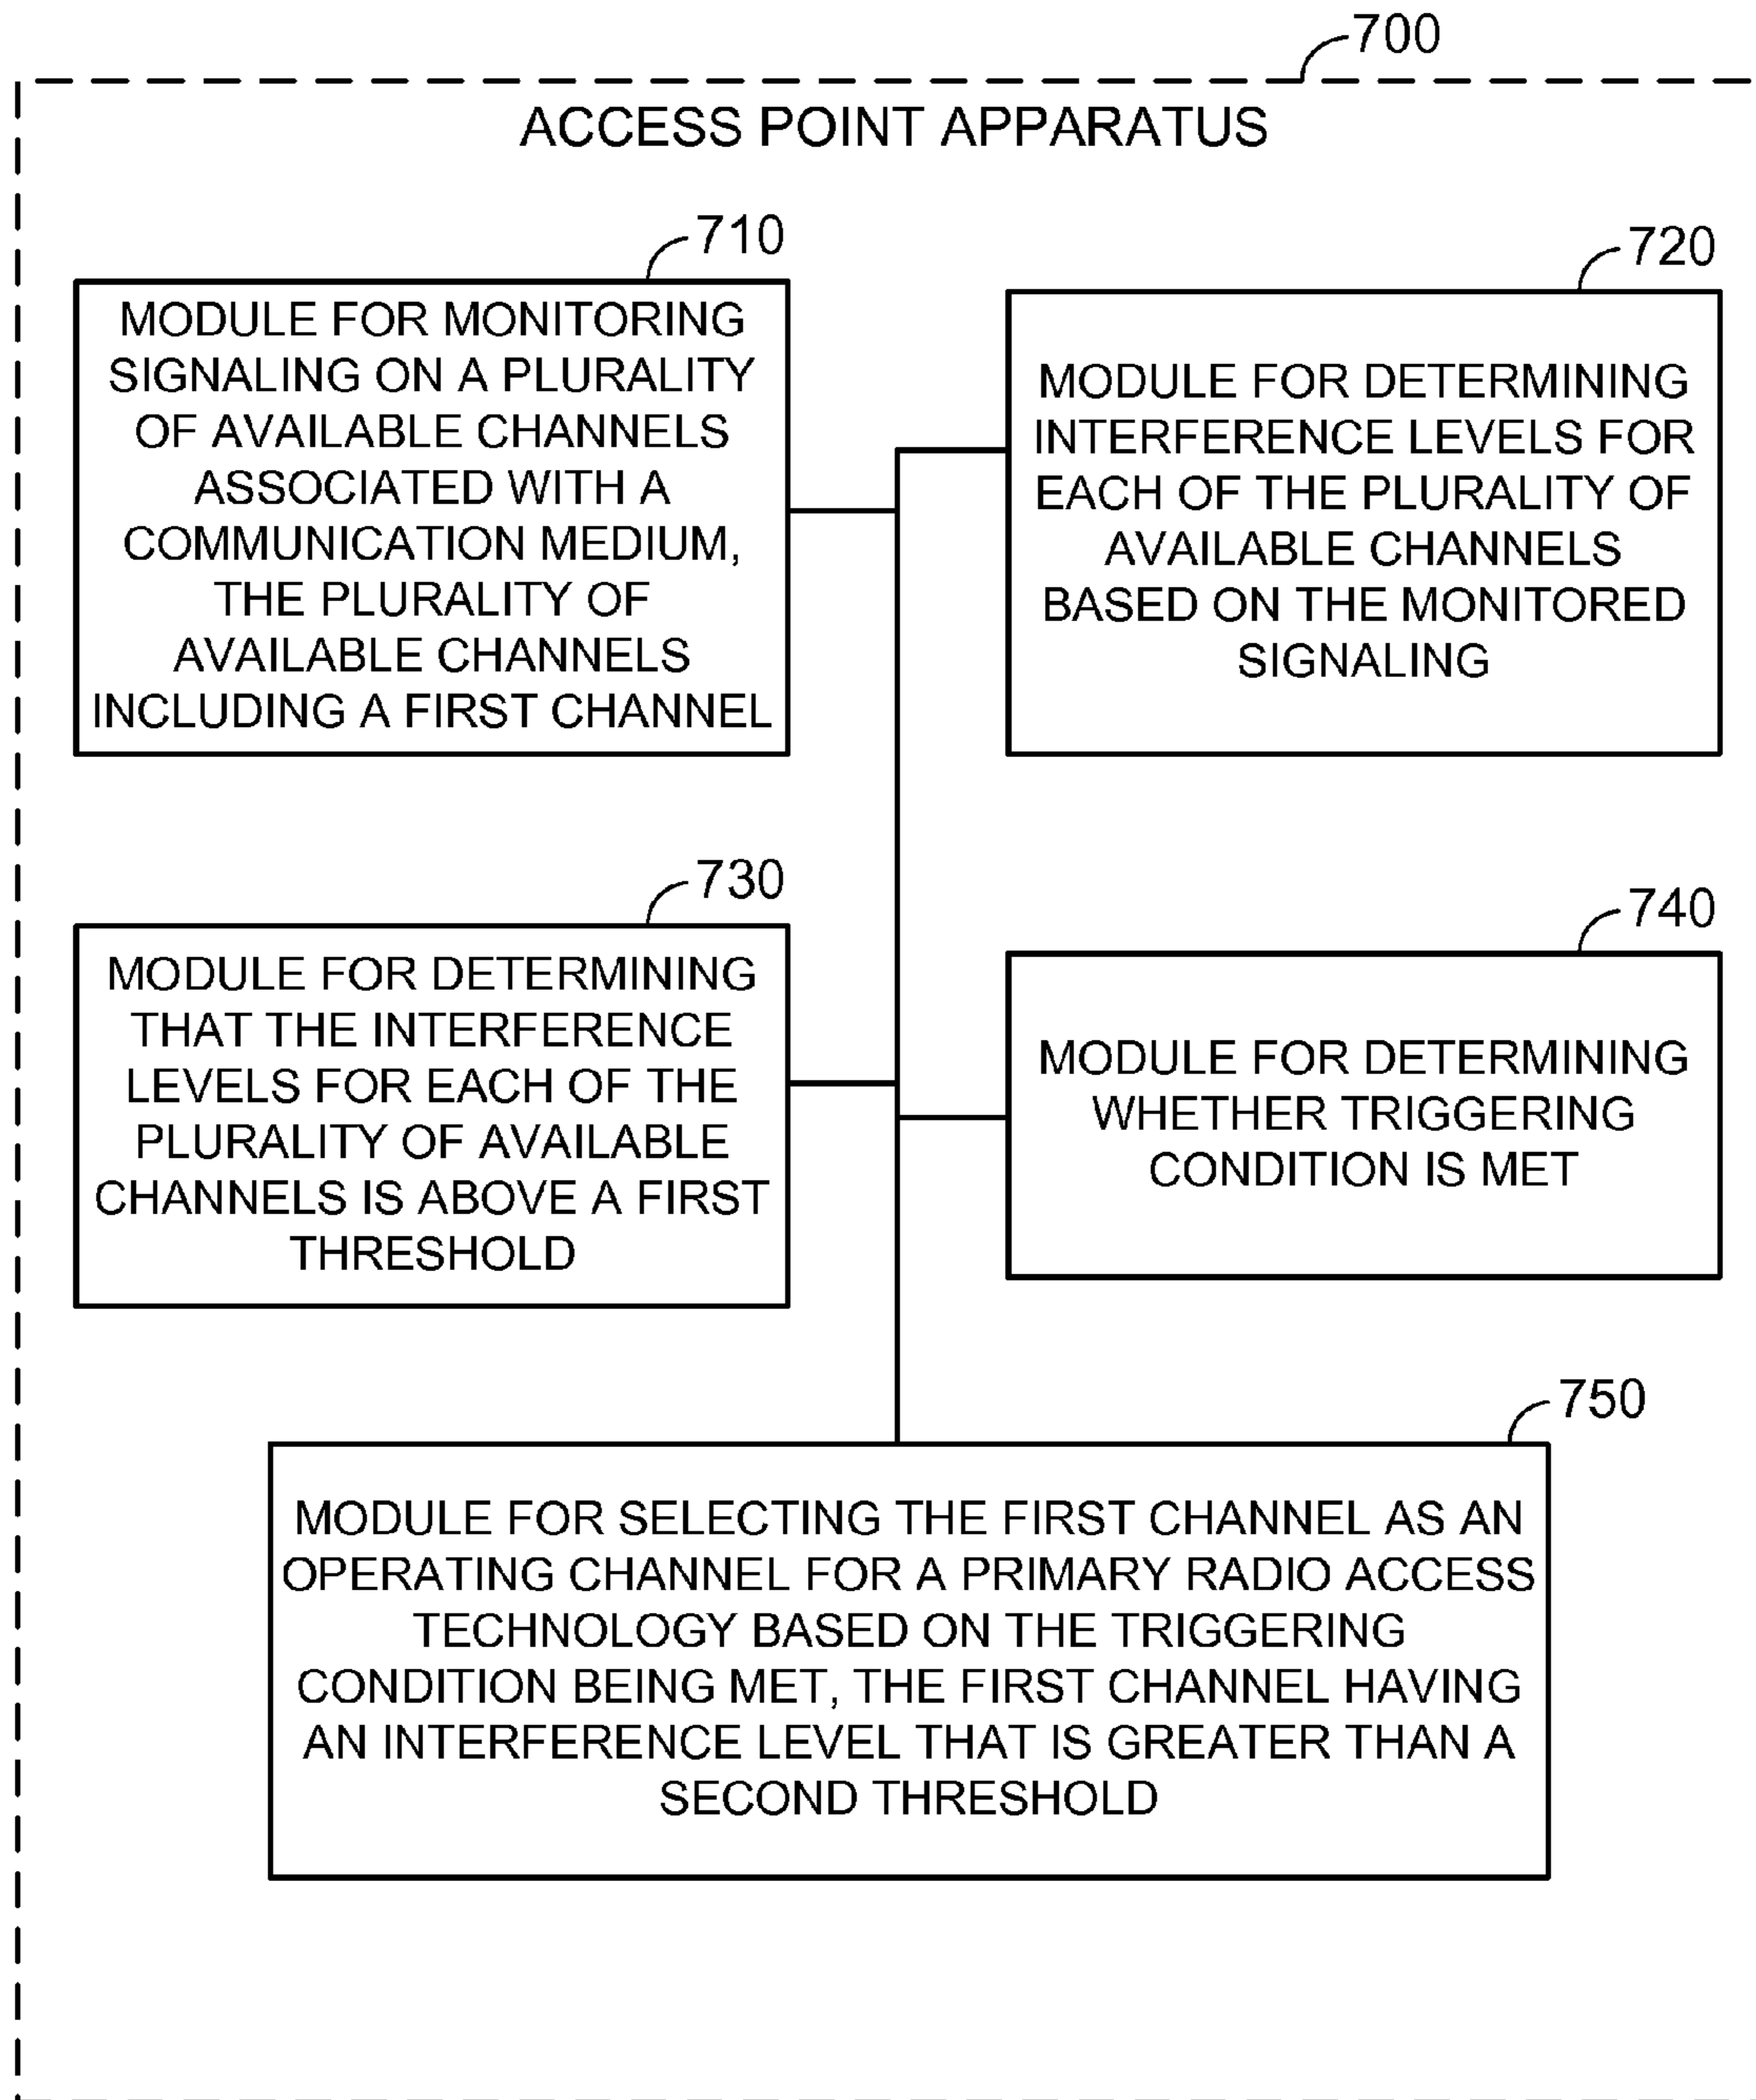 700
ACCESS POINT APPARATUS
710
MODULE FOR MONITORING
SIGNALING ON A PLURALITY
OF AVAILABLE CHANNELS
ASSOCIATED WITH A
COMMUNICATION MEDIUM,
THE PLURALITY OF
AVAILABLE CHANNELS
INCLUDING A FIRST CHANNEL
720
MODULE FOR DETERMINING
INTERFERENCE LEVELS FOR
EACH OF THE PLURALITY OF
AVAILABLE CHANNELS
BASED ON THE MONITORED
SIGNALING
730
MODULE FOR DETERMINING
THAT THE INTERFERENCE
LEVELS FOR EACH OF THE
PLURALITY OF AVAILABLE
CHANNELS IS ABOVE A FIRST
THRESHOLD
740
MODULE FOR DETERMINING
WHETHER TRIGGERING
CONDITION IS MET
750
MODULE FOR SELECTING THE FIRST CHANNEL AS AN
OPERATING CHANNEL FOR A PRIMARY RADIO ACCESS
TECHNOLOGY BASED ON THE TRIGGERING
CONDITION BEING MET, THE FIRST CHANNEL HAVING
AN INTERFERENCE LEVEL THAT IS GREATER THAN A
SECOND THRESHOLD